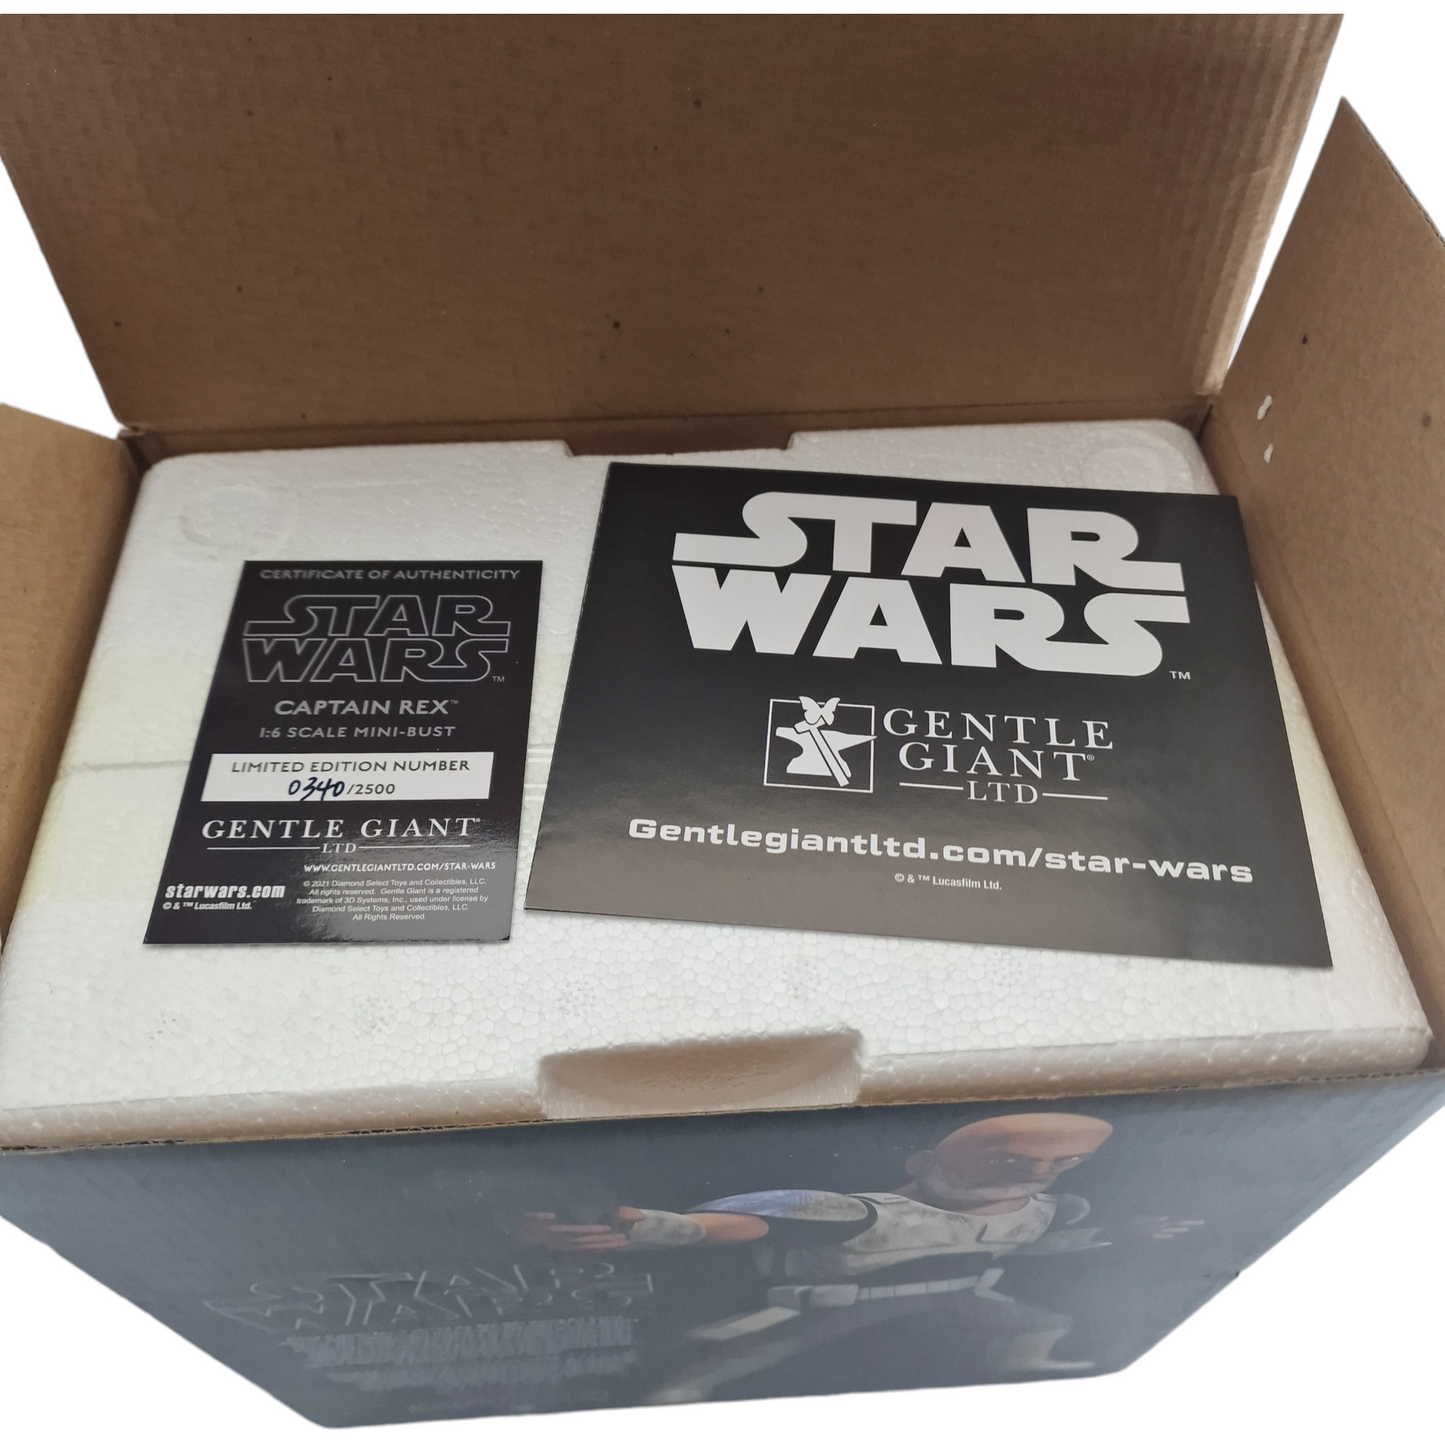 CERTIFICATE OF AUTHENTICITY
STAR
WARS™
CAPTAIN REX™
1:6 SCALE MINI-BUST
LIMITED EDITION NUMBER
0340/2500
GENTLE GIANT®
LTD
WWW.GENTLEGIANTLTD.COM/STAR-WARS
starwars.com
© & ™ Lucasfilm Ltd.
© 2021 Diamond Select Toys and Collectibles, LLC.
All rights reserved. Gentle Giant is a registered
trademark of 3D Systems, Inc., used under license by
Diamond Select Toys and Collectibles, LLC.
All Rights Reserved.
STAR
WARS™
GENTLE
GIANT®
LTD
Gentlegiantltd.com/star-wars
© & ™ Lucasfilm Ltd.
STAR
WARS